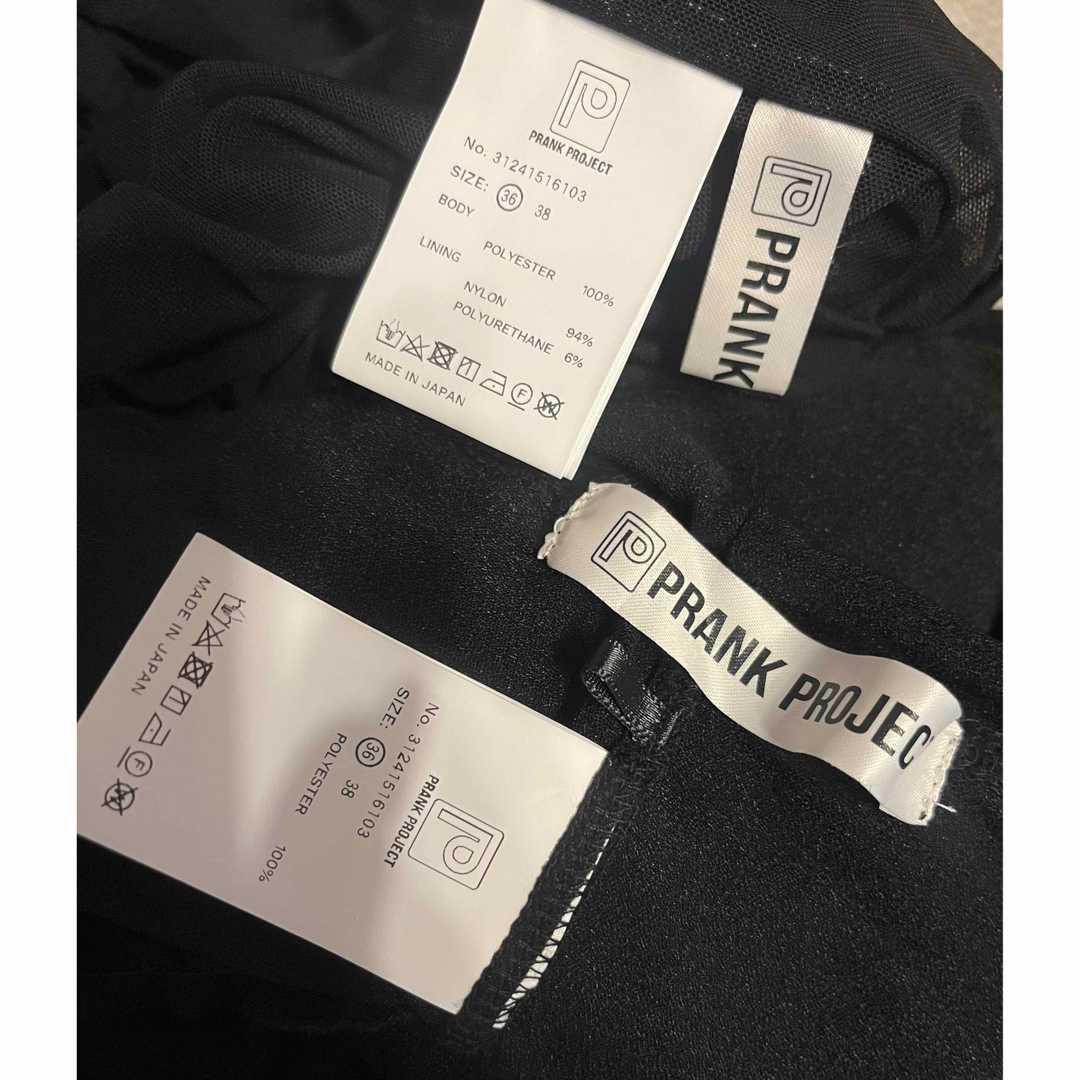 PRANK PROJECT
No. 31241516103
SIZE: 36 38
BODY
POLYESTER 100%
LINING
NYLON 94%
POLYURETHANE 6%
F
W
MADE IN JAPAN
PRANK
PRANK PROJEC
PRANK PROJECT
No. 31241516103
SIZE: 36 38
POLYESTER 100%
F
W
MADE IN JAPAN